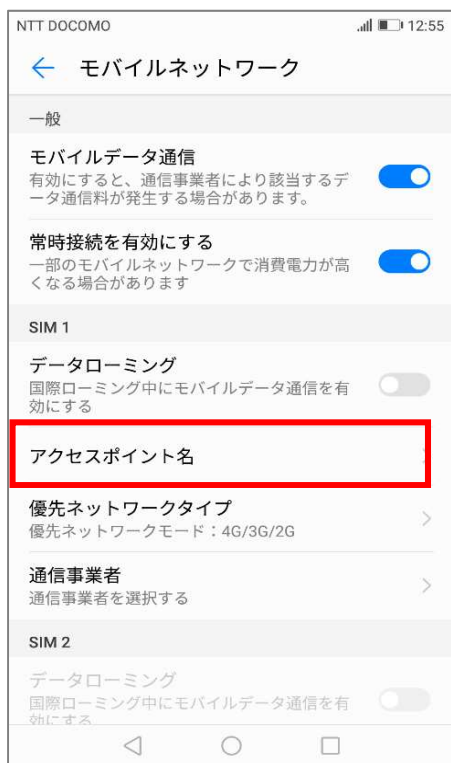 NTT DOCOMO 12:55
モバイルネットワーク
一般
モバイルデータ通信
有効にすると、通信事業者により該当するデ
ータ通信料が発生する場合があります。
常時接続を有効にする
一部のモバイルネットワークで消費電力が高
くなる場合があります
SIM 1
データローミング
国際ローミング中にモバイルデータ通信を有
効にする
アクセスポイント名
優先ネットワークタイプ
優先ネットワークモード：4G/3G/2G
通信事業者
通信事業者を選択する
SIM 2
データローミング
国際ローミング中にモバイルデータ通信を有
効にする